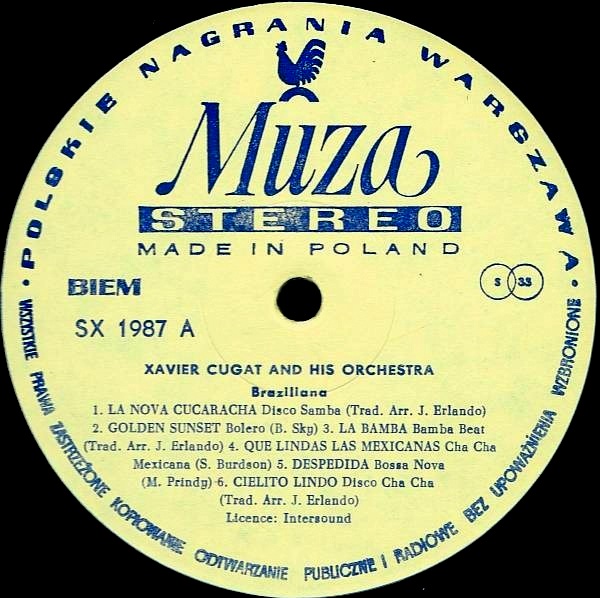 • POLSKIE NAGRANIA WARSZAWA •
Muza
STEREO
MADE IN POLAND
BIEM
S 33
SX 1987 A
XAVIER CUGAT AND HIS ORCHESTRA
Braziliana
1. LA NOVA CUCARACHA Disco Samba (Trad. Arr. J. Erlando)
2. GOLDEN SUNSET Bolero (B. Sky) 3. LA BAMBA Bamba Beat
(Trad. Arr. J. Erlando) 4. QUE LINDAS LAS MEXICANAS Cha Cha
Mexicana (S. Burdson) 5. DESPEDIDA Bossa Nova
(M. Prindy) 6. CIELITO LINDO Disco Cha Cha
(Trad. Arr. J. Erlando)
Licence: Intersound
WSZYSTKIE PRAWA ZASTRZEŻONE KOPIOWANIE ODTWARZANIE PUBLICZNE I RADIOWE BEZ UPOWAŻNIENIA WZBRONIONE